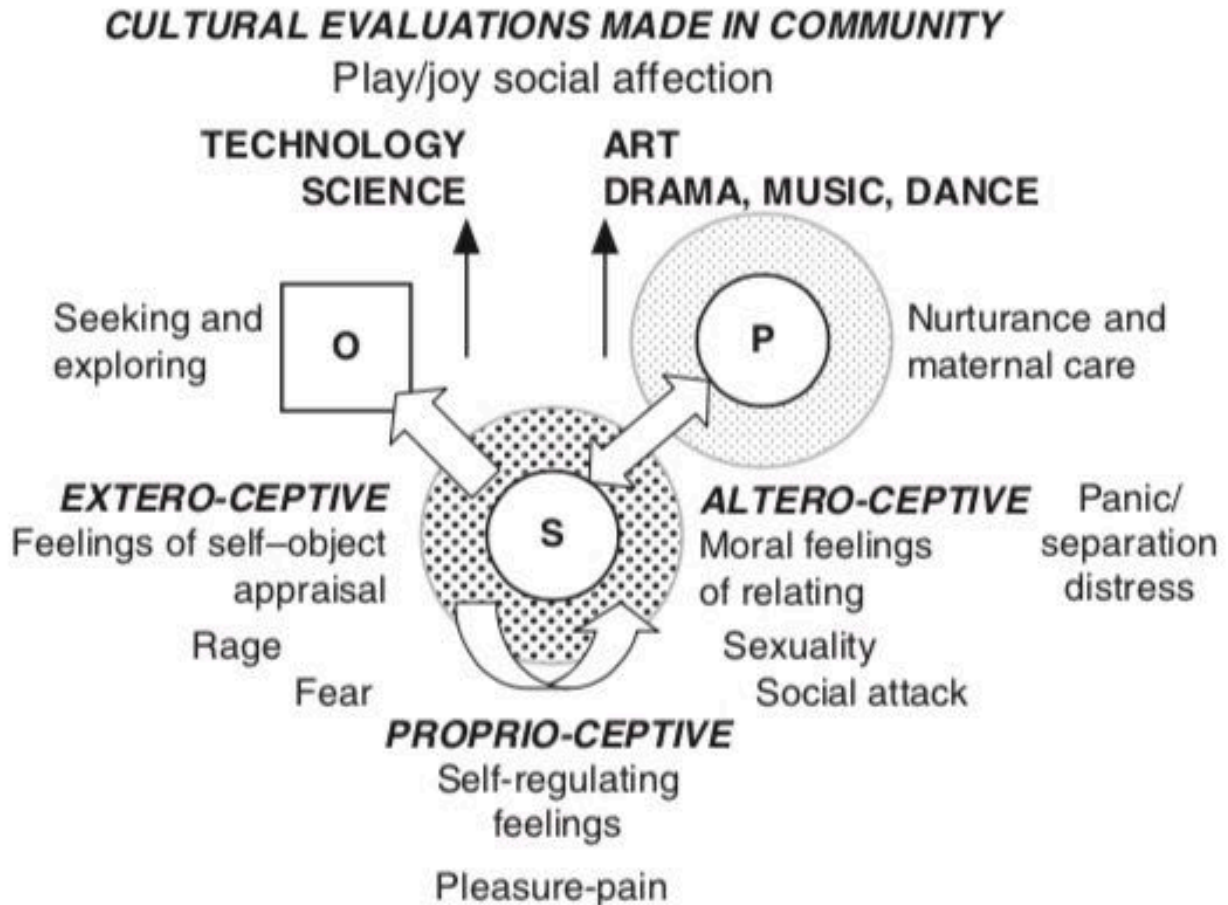 CULTURAL EVALUATIONS MADE IN COMMUNITY
Play/joy social affection
TECHNOLOGY
SCIENCE
ART
DRAMA, MUSIC, DANCE
Seeking and
exploring
O
P
Nurturance and
maternal care
EXTERO-CEPTIVE
Feelings of self–object
appraisal
Rage
Fear
S
ALTERO-CEPTIVE
Moral feelings
of relating
Sexuality
Social attack
Panic/
separation
distress
PROPRIO-CEPTIVE
Self-regulating
feelings
Pleasure-pain